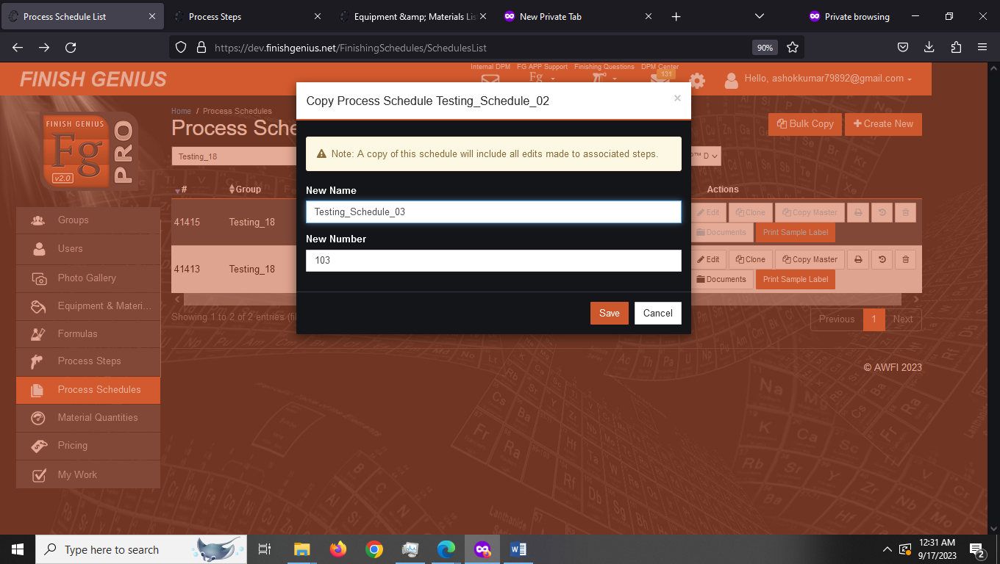 Process Schedule List
Process Steps
Equipment &amp; Materials Lis
New Private Tab
Private browsing
https://dev.finishgenius.net/FinishingSchedules/SchedulesList
90%
FINISH GENIUS
Internal DPM
FG APP Support
Finishing Questions
DPM Center
131
Hello, ashokkumar79892@gmail.com
FINISH GENIUS
Fg
v2.0
PRO
Home / Process Schedules
Process Sche
Bulk Copy
Create New
Testing_18
P™ D
Copy Process Schedule Testing_Schedule_02
×
Note: A copy of this schedule will include all edits made to associated steps.
New Name
Testing_Schedule_03
New Number
103
Save
Cancel
#
Group
Actions
41415
Testing_18
Edit
Clone
Copy Master
Documents
Print Sample Label
41413
Testing_18
Edit
Clone
Copy Master
Documents
Print Sample Label
Showing 1 to 2 of 2 entries (fil
Previous
1
Next
© AWFI 2023
Groups
Users
Photo Gallery
Equipment & Materi...
Formulas
Process Steps
Process Schedules
Material Quantities
Pricing
My Work
Type here to search
12:31 AM
9/17/2023
2